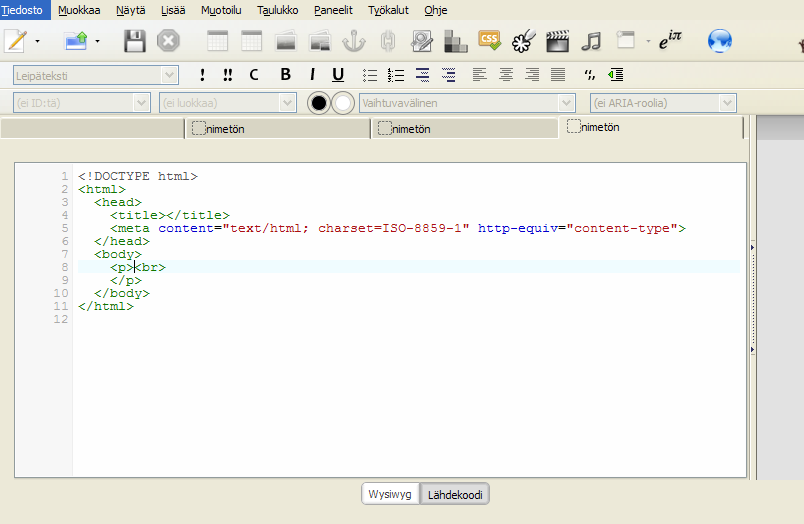 Tiedosto Muokkaa Näytä Lisää Muotoilu Taulukko Paneelit Työkalut Ohje
CSS e^iπ
Leipäteksti ! !! C B I U
(ei ID:tä) (ei luokkaa) Vaihtuvavälinen (ei ARIA-roolia)
nimetön nimetön nimetön
1 <!DOCTYPE html>
2 <html>
3 <head>
4 <title></title>
5 <meta content="text/html; charset=ISO-8859-1" http-equiv="content-type">
6 </head>
7 <body>
8 <p><br>
9 </p>
10 </body>
11 </html>
12
Wysiwyg Lähdekoodi